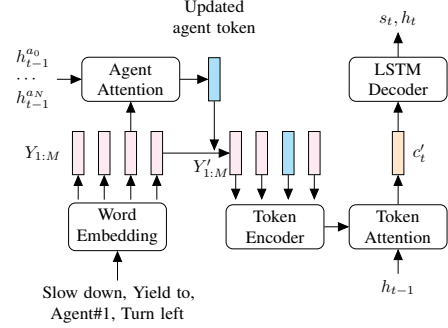 Updated
agent token
s_t, h_t
h_{t-1}^{a_0}
...
h_{t-1}^{a_N}
Agent
Attention
LSTM
Decoder
Y_{1:M}
Y'_{1:M}
c'_t
Word
Embedding
Token
Encoder
Token
Attention
Slow down, Yield to,
Agent#1, Turn left
h_{t-1}